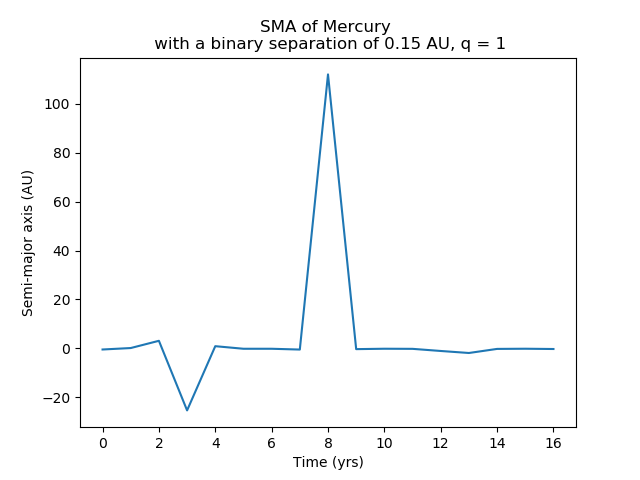 SMA of Mercury
with a binary separation of 0.15 AU, q = 1
Semi-major axis (AU)
100
80
60
40
20
0
−20
0 2 4 6 8 10 12 14 16
Time (yrs)